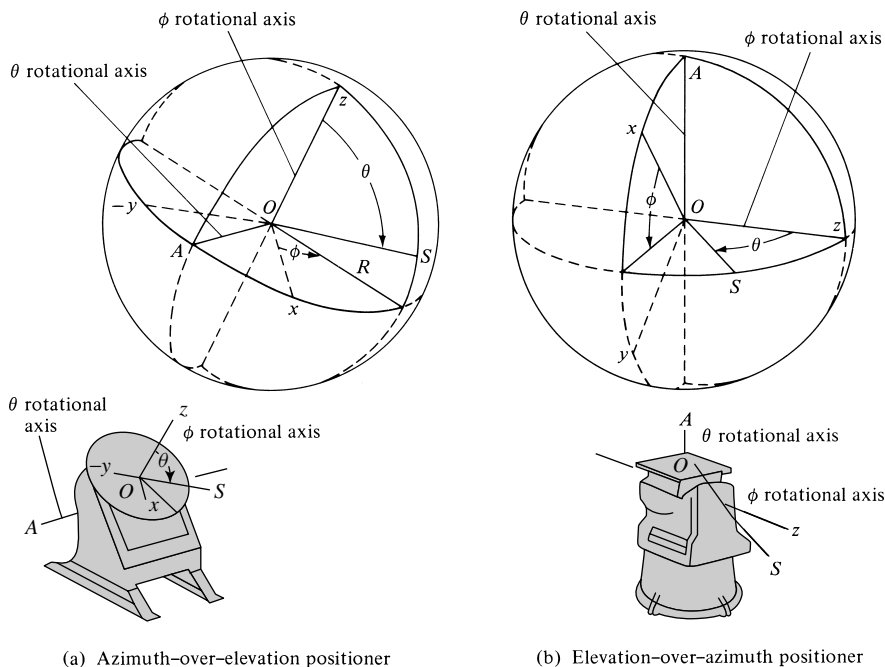 ϕ rotational axis
θ rotational axis
z
θ
O
−y
A
ϕ
R
S
x
θ rotational
axis
z
ϕ rotational axis
θ
−y
O
S
x
A
(a) Azimuth–over–elevation positioner
θ rotational axis
ϕ rotational axis
A
x
ϕ
O
θ
z
S
y
A
θ rotational axis
O
ϕ rotational axis
z
S
(b) Elevation–over–azimuth positioner